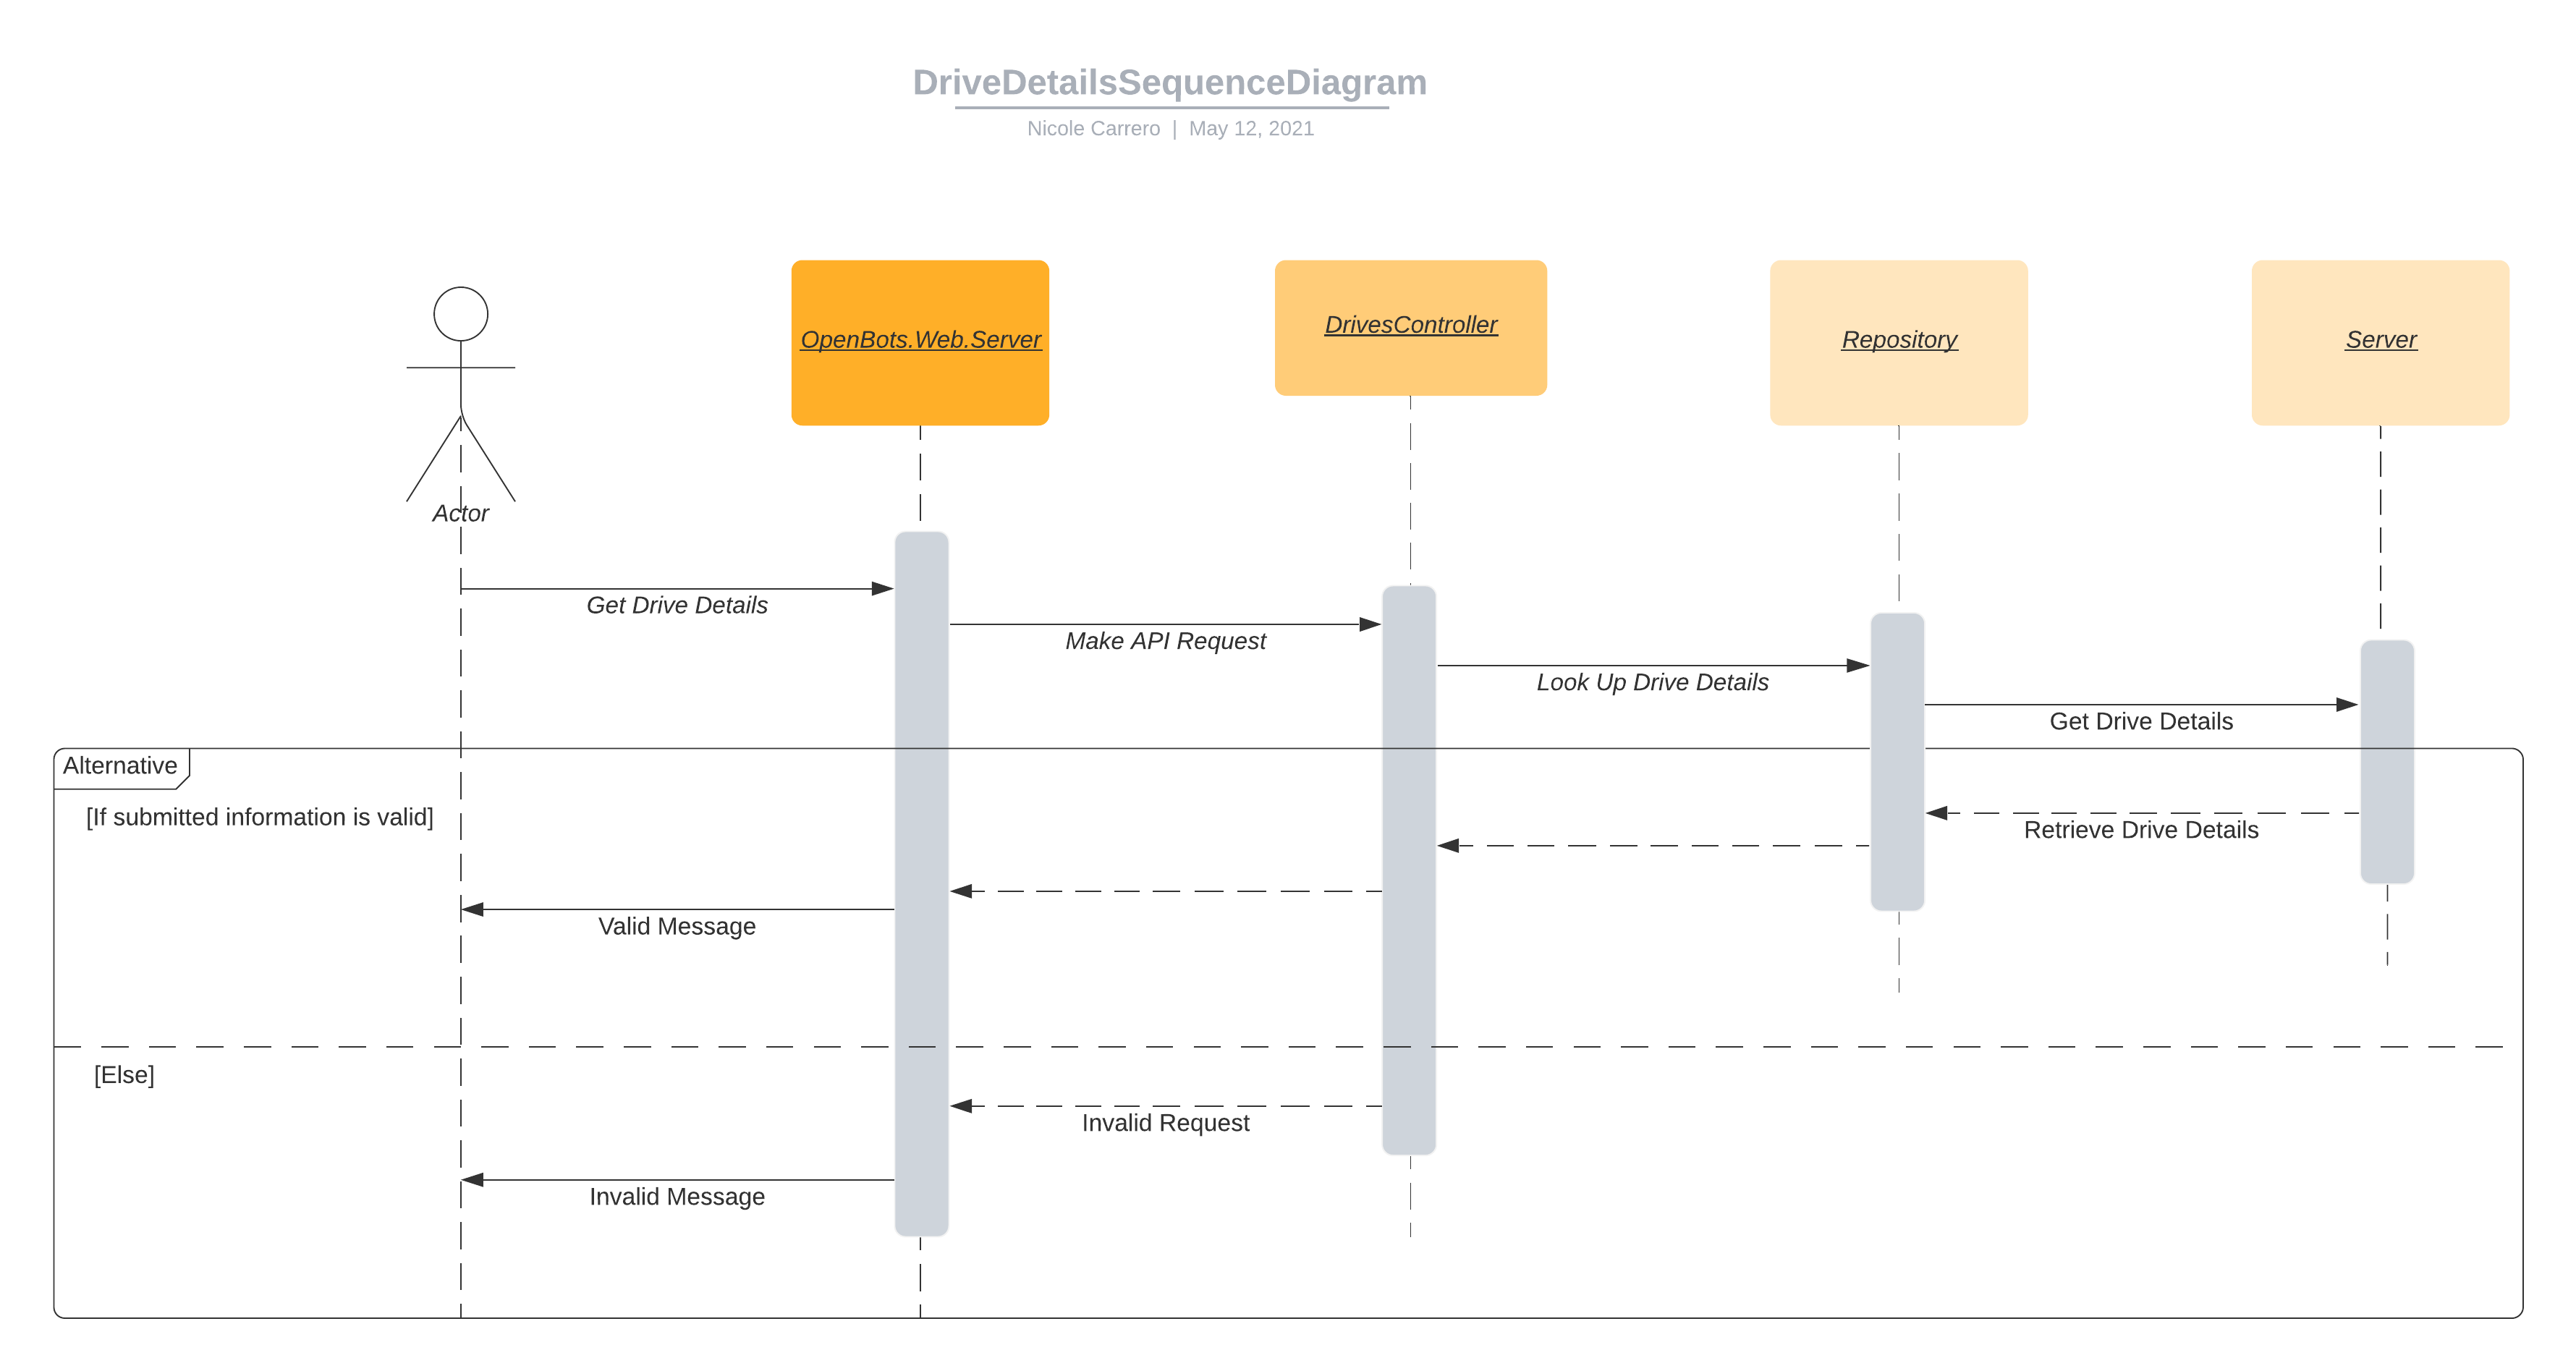 DriveDetailsSequenceDiagram
Nicole Carrero | May 12, 2021
OpenBots.Web.Server
DrivesController
Repository
Server
Actor
Get Drive Details
Make API Request
Look Up Drive Details
Get Drive Details
Alternative
[If submitted information is valid]
Retrieve Drive Details
Valid Message
[Else]
Invalid Request
Invalid Message